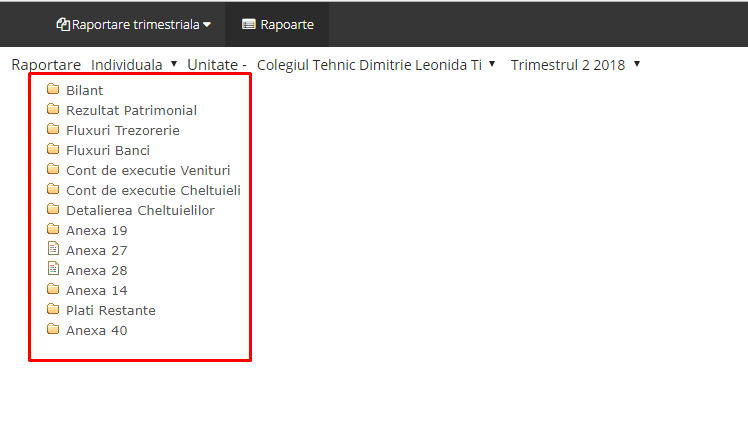 Raportare trimestriala Rapoarte
Raportare Individuala Unitate - Colegiul Tehnic Dimitrie Leonida Ti Trimestrul 2 2018
Bilant
Rezultat Patrimonial
Fluxuri Trezorerie
Fluxuri Banci
Cont de executie Venituri
Cont de executie Cheltuieli
Detalierea Cheltuielilor
Anexa 19
Anexa 27
Anexa 28
Anexa 14
Plati Restante
Anexa 40